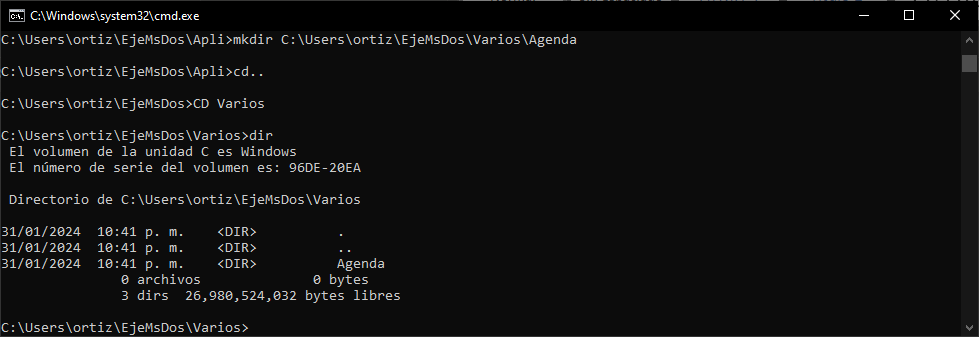 C:\Windows\system32\cmd.exe
C:\Users\ortiz\EjeMsDos\Apli>mkdir C:\Users\ortiz\EjeMsDos\Varios\Agenda
C:\Users\ortiz\EjeMsDos\Apli>cd..
C:\Users\ortiz\EjeMsDos>CD Varios
C:\Users\ortiz\EjeMsDos\Varios>dir
El volumen de la unidad C es Windows
El número de serie del volumen es: 96DE-20EA
Directorio de C:\Users\ortiz\EjeMsDos\Varios
31/01/2024  10:41 p. m.    <DIR>          .
31/01/2024  10:41 p. m.    <DIR>          ..
31/01/2024  10:41 p. m.    <DIR>          Agenda
0 archivos              0 bytes
3 dirs  26,980,524,032 bytes libres
C:\Users\ortiz\EjeMsDos\Varios>